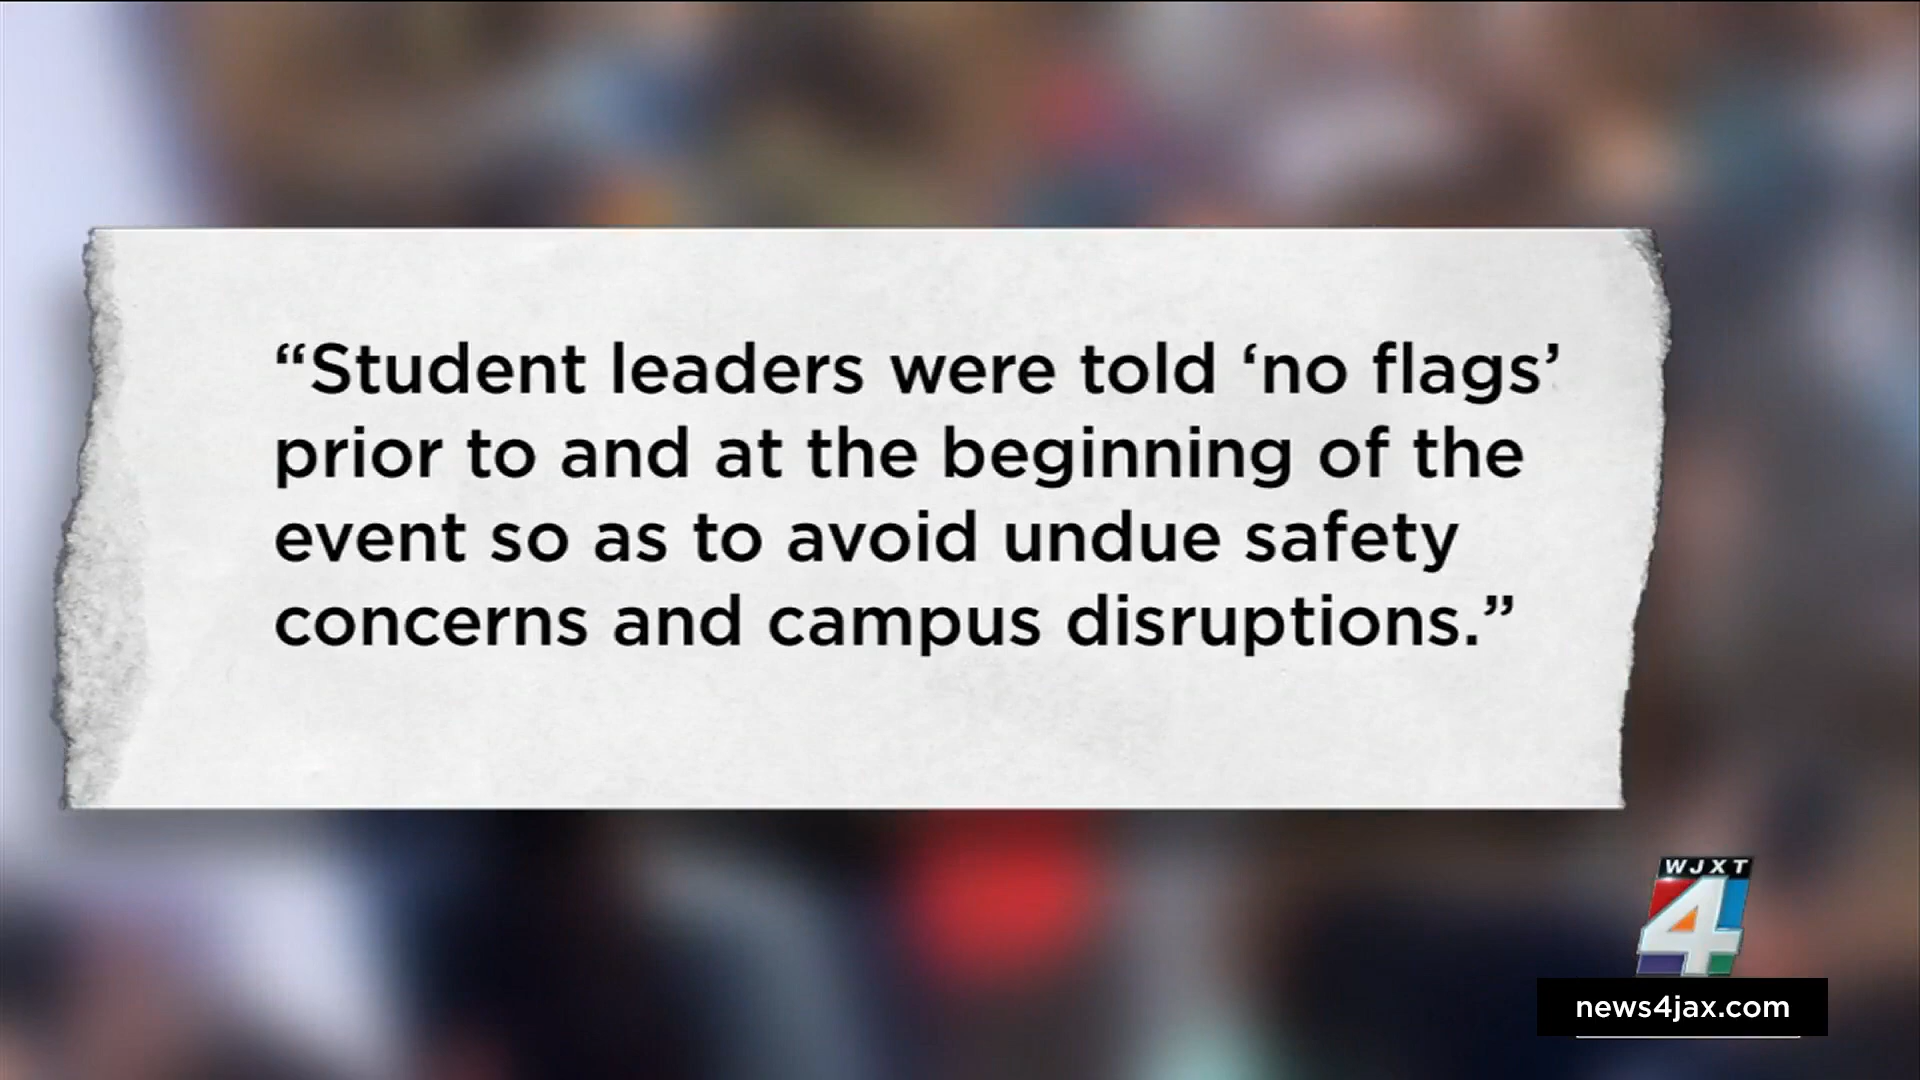 “Student leaders were told ‘no flags’
prior to and at the beginning of the
event so as to avoid undue safety
concerns and campus disruptions.”
WJXT
4
news4jax.com